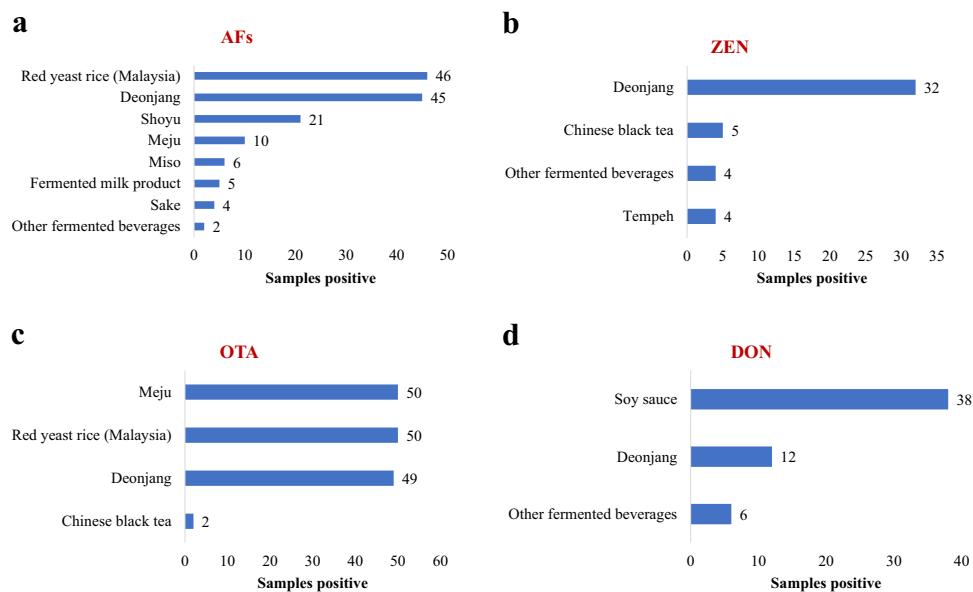 a
AFs
Red yeast rice (Malaysia) 46
Deonjang 45
Shoyu 21
Meju 10
Miso 6
Fermented milk product 5
Sake 4
Other fermented beverages 2
0 10 20 30 40 50
Samples positive
b
ZEN
Deonjang 32
Chinese black tea 5
Other fermented beverages 4
Tempeh 4
0 5 10 15 20 25 30 35
Samples positive
c
OTA
Meju 50
Red yeast rice (Malaysia) 50
Deonjang 49
Chinese black tea 2
0 10 20 30 40 50 60
Samples positive
d
DON
Soy sauce 38
Deonjang 12
Other fermented beverages 6
0 10 20 30 40
Samples positive